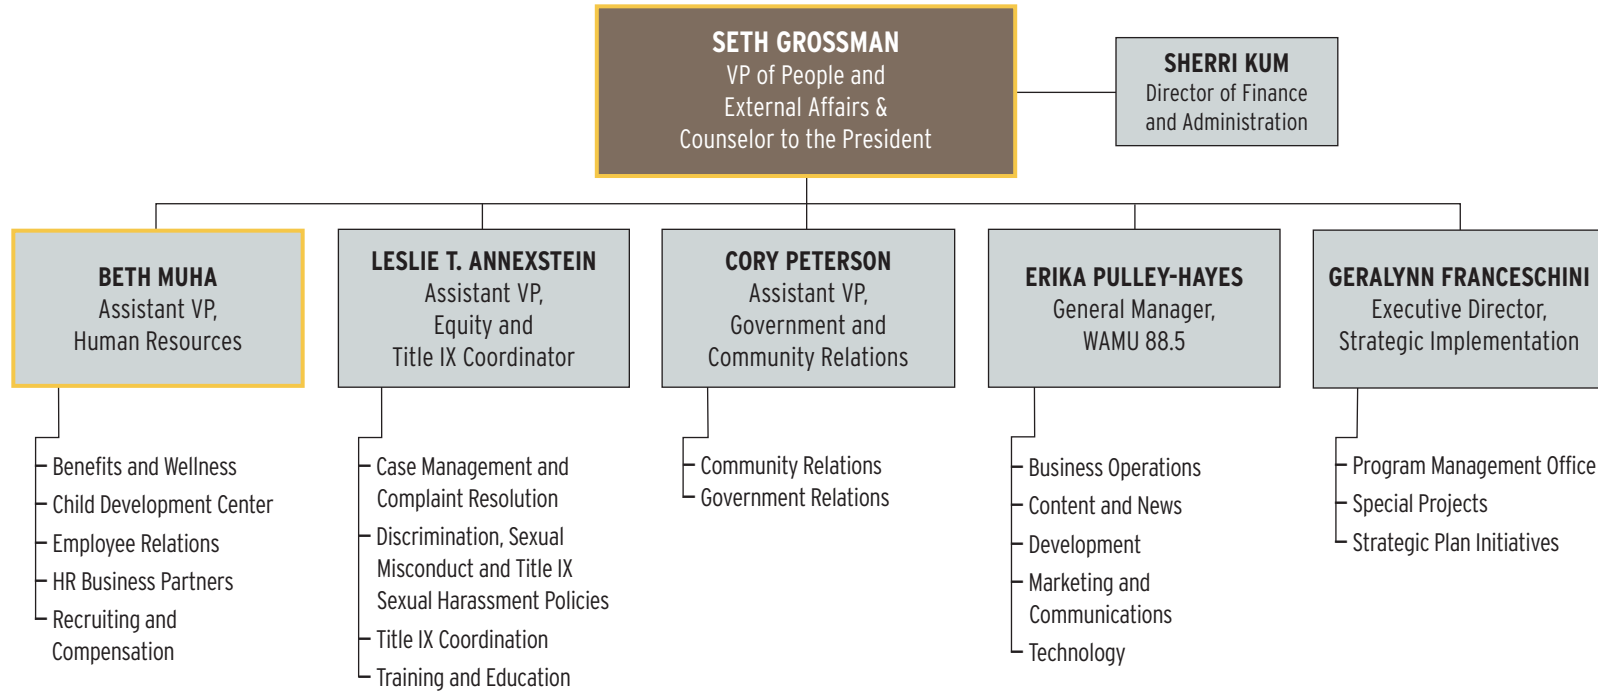 SETH GROSSMAN
VP of People and
External Affairs &
Counselor to the President
SHERRI KUM
Director of Finance
and Administration
BETH MUHA
Assistant VP,
Human Resources
LESLIE T. ANNEXSTEIN
Assistant VP,
Equity and
Title IX Coordinator
CORY PETERSON
Assistant VP,
Government and
Community Relations
ERIKA PULLEY-HAYES
General Manager,
WAMU 88.5
GERALYNN FRANCESCHINI
Executive Director,
Strategic Implementation
Benefits and Wellness
Child Development Center
Employee Relations
HR Business Partners
Recruiting and
Compensation
Case Management and
Complaint Resolution
Discrimination, Sexual
Misconduct and Title IX
Sexual Harassment Policies
Title IX Coordination
Training and Education
Community Relations
Government Relations
Business Operations
Content and News
Development
Marketing and
Communications
Technology
Program Management Office
Special Projects
Strategic Plan Initiatives